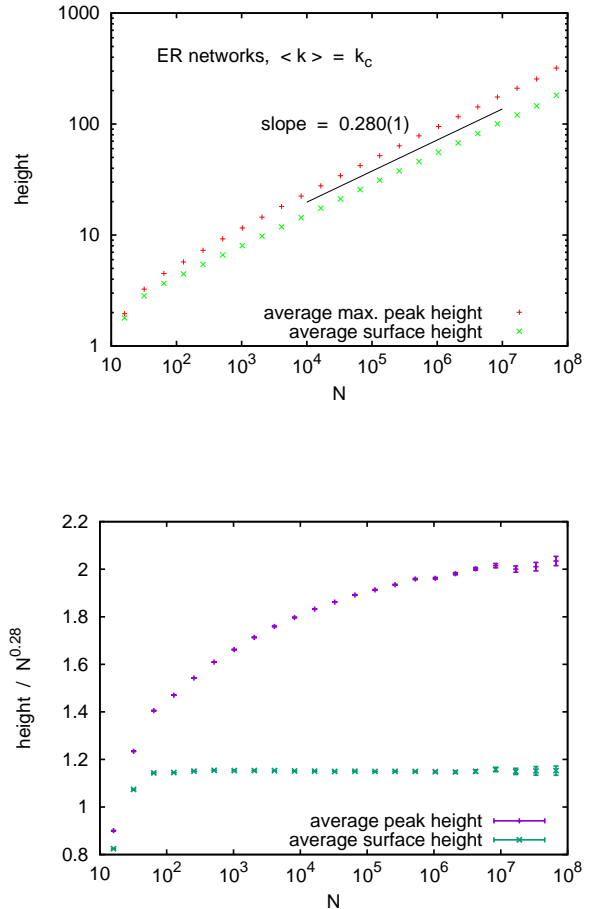 1000
100
10
1
height
ER networks, < k > = k_c
slope = 0.280(1)
average max. peak height
average surface height
10 10^2 10^3 10^4 10^5 10^6 10^7 10^8
N
2.2
2
1.8
1.6
1.4
1.2
1
0.8
height / N^0.28
average peak height
average surface height
10 10^2 10^3 10^4 10^5 10^6 10^7 10^8
N